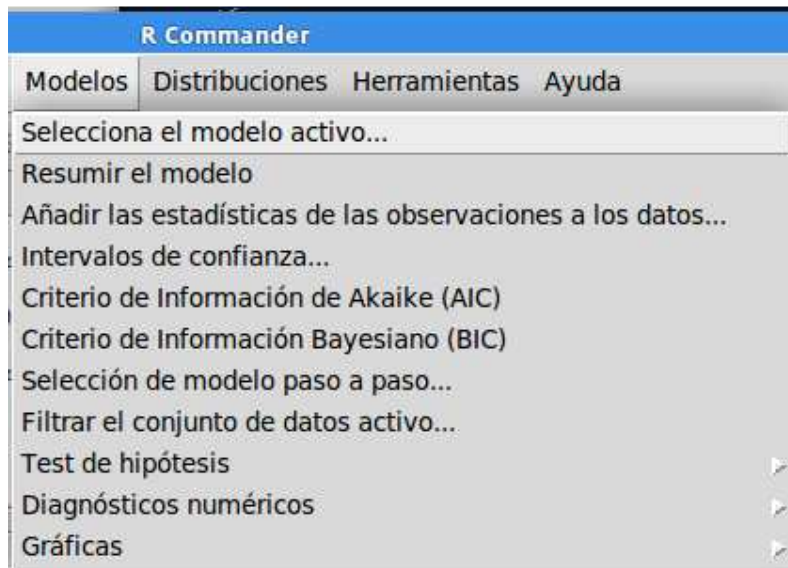 R Commander
Modelos Distribuciones Herramientas Ayuda
Selecciona el modelo activo...
Resumir el modelo
Añadir las estadísticas de las observaciones a los datos...
Intervalos de confianza...
Criterio de Información de Akaike (AIC)
Criterio de Información Bayesiano (BIC)
Selección de modelo paso a paso...
Filtrar el conjunto de datos activo...
Test de hipótesis
Diagnósticos numéricos
Gráficas